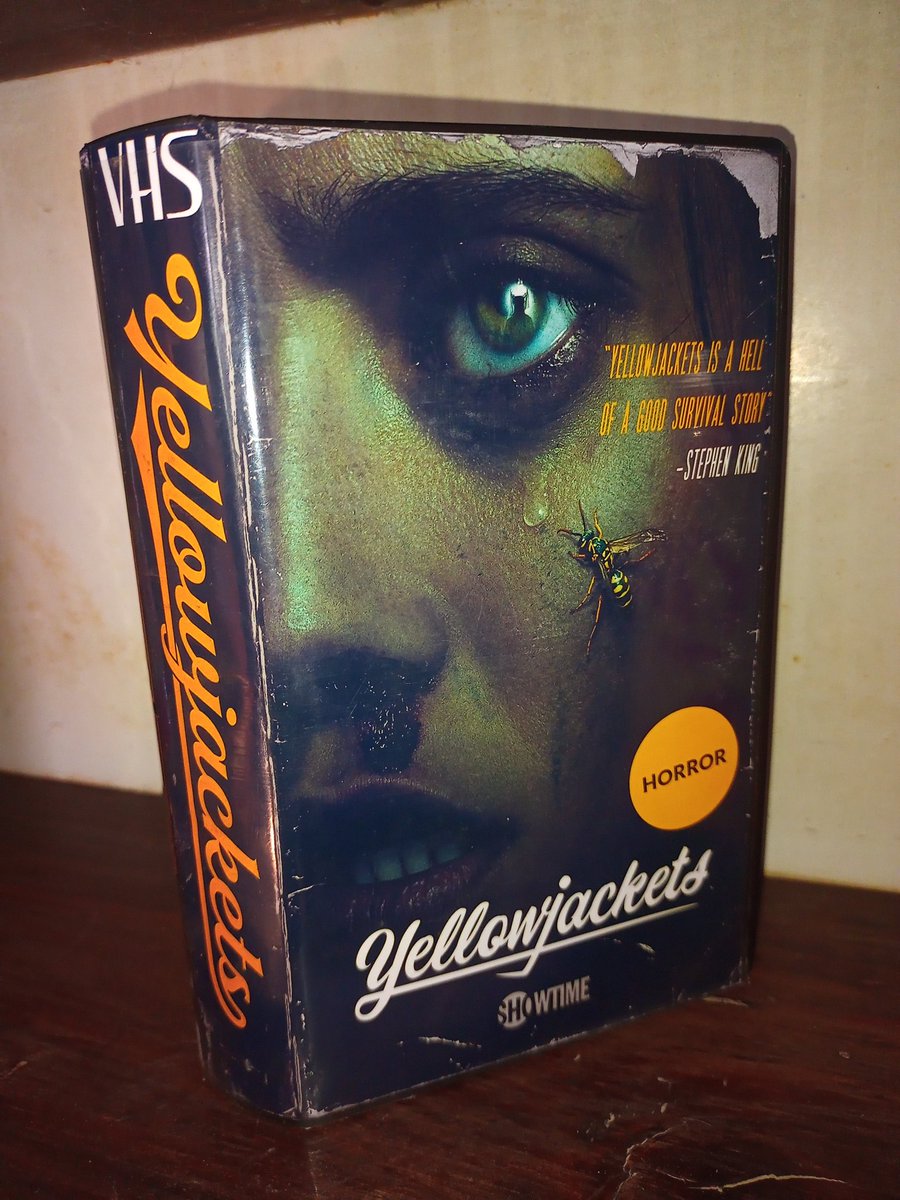 VHS
Yellowjackets
"YELLOWJACKETS IS A HELL
OF A GOOD SURVIVAL STORY"
-STEPHEN KING
HORROR
Yellowjackets
SHOWTIME